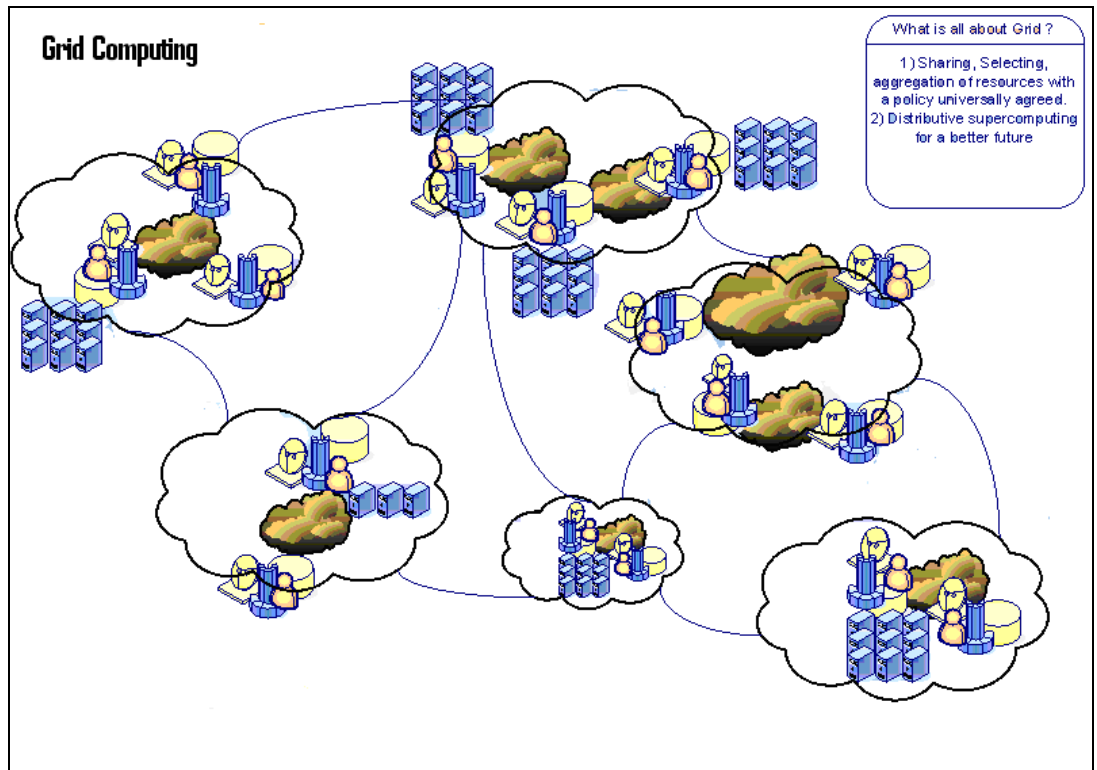 Grid Computing
What is all about Grid ?
1) Sharing, Selecting,
aggregation of resources with
a policy universally agreed.
2) Distributive supercomputing
for a better future